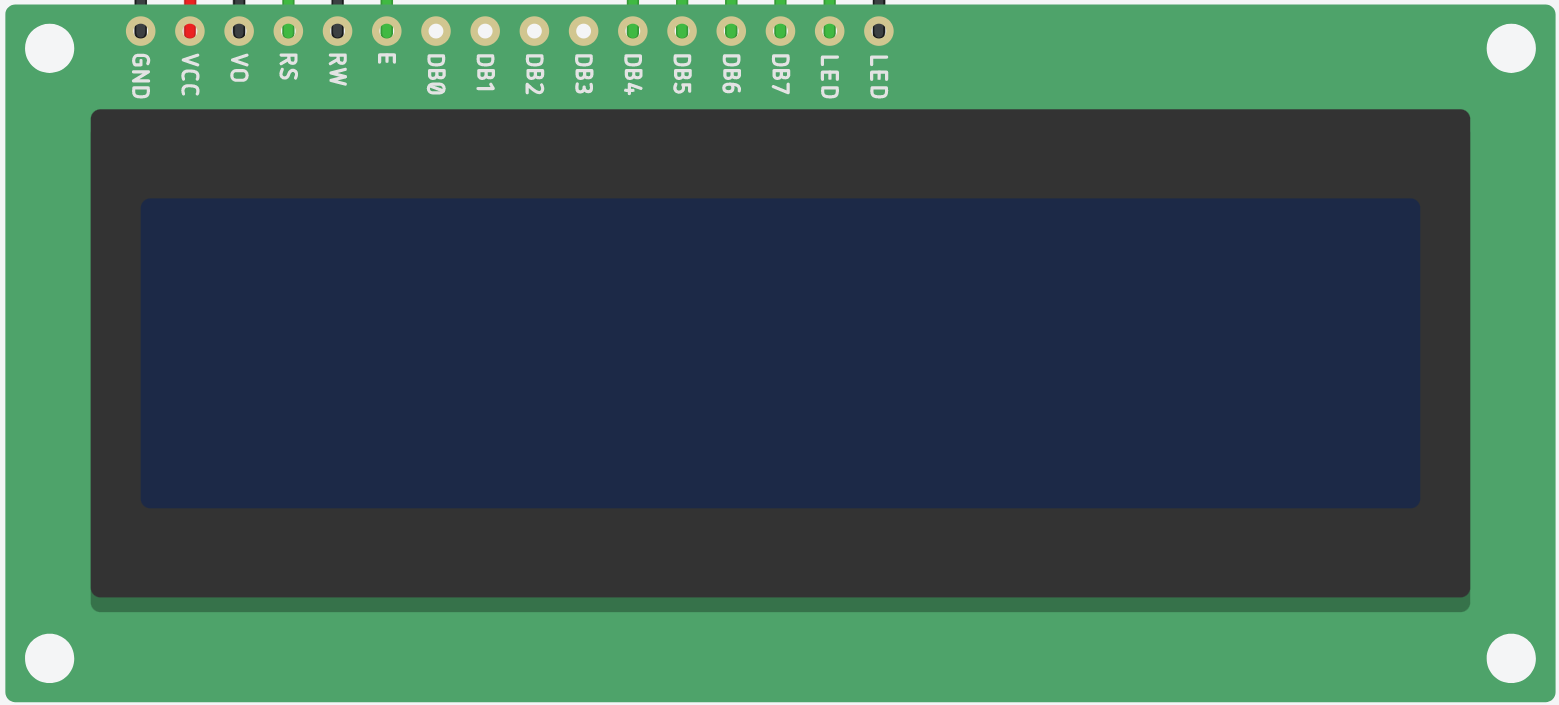 GND VCC VO RS RW E DB0 DB1 DB2 DB3 DB4 DB5 DB6 DB7 LED LED